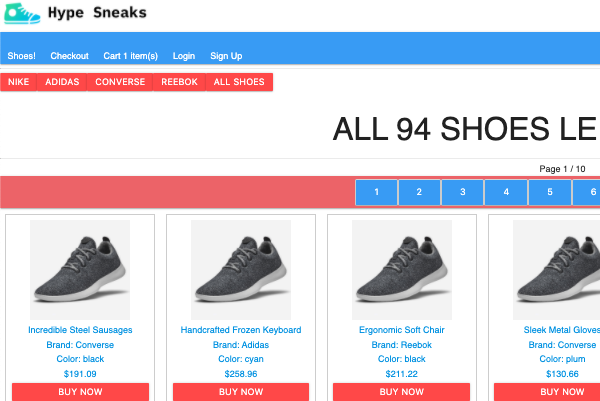 Hype Sneaks
Shoes! Checkout Cart 1 item(s) Login Sign Up
NIKE ADIDAS CONVERSE REEBOK ALL SHOES
ALL 94 SHOES LE
Page 1 / 10
1 2 3 4 5 6
Incredible Steel Sausages
Brand: Converse
Color: black
$191.09
BUY NOW
Handcrafted Frozen Keyboard
Brand: Adidas
Color: cyan
$258.96
BUY NOW
Ergonomic Soft Chair
Brand: Reebok
Color: black
$211.22
BUY NOW
Sleek Metal Gloves
Brand: Converse
Color: plum
$130.66
BUY NOW